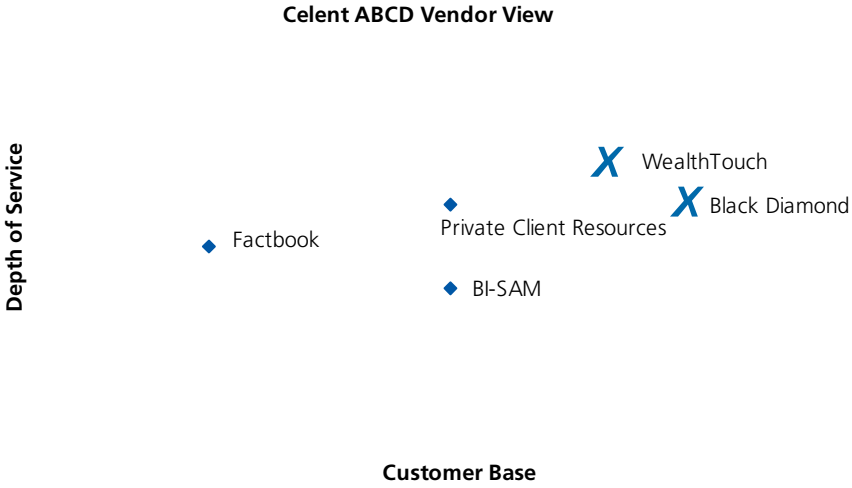 Celent ABCD Vendor View
Depth of Service
X WealthTouch
X Black Diamond
Private Client Resources
Factbook
BI-SAM
Customer Base